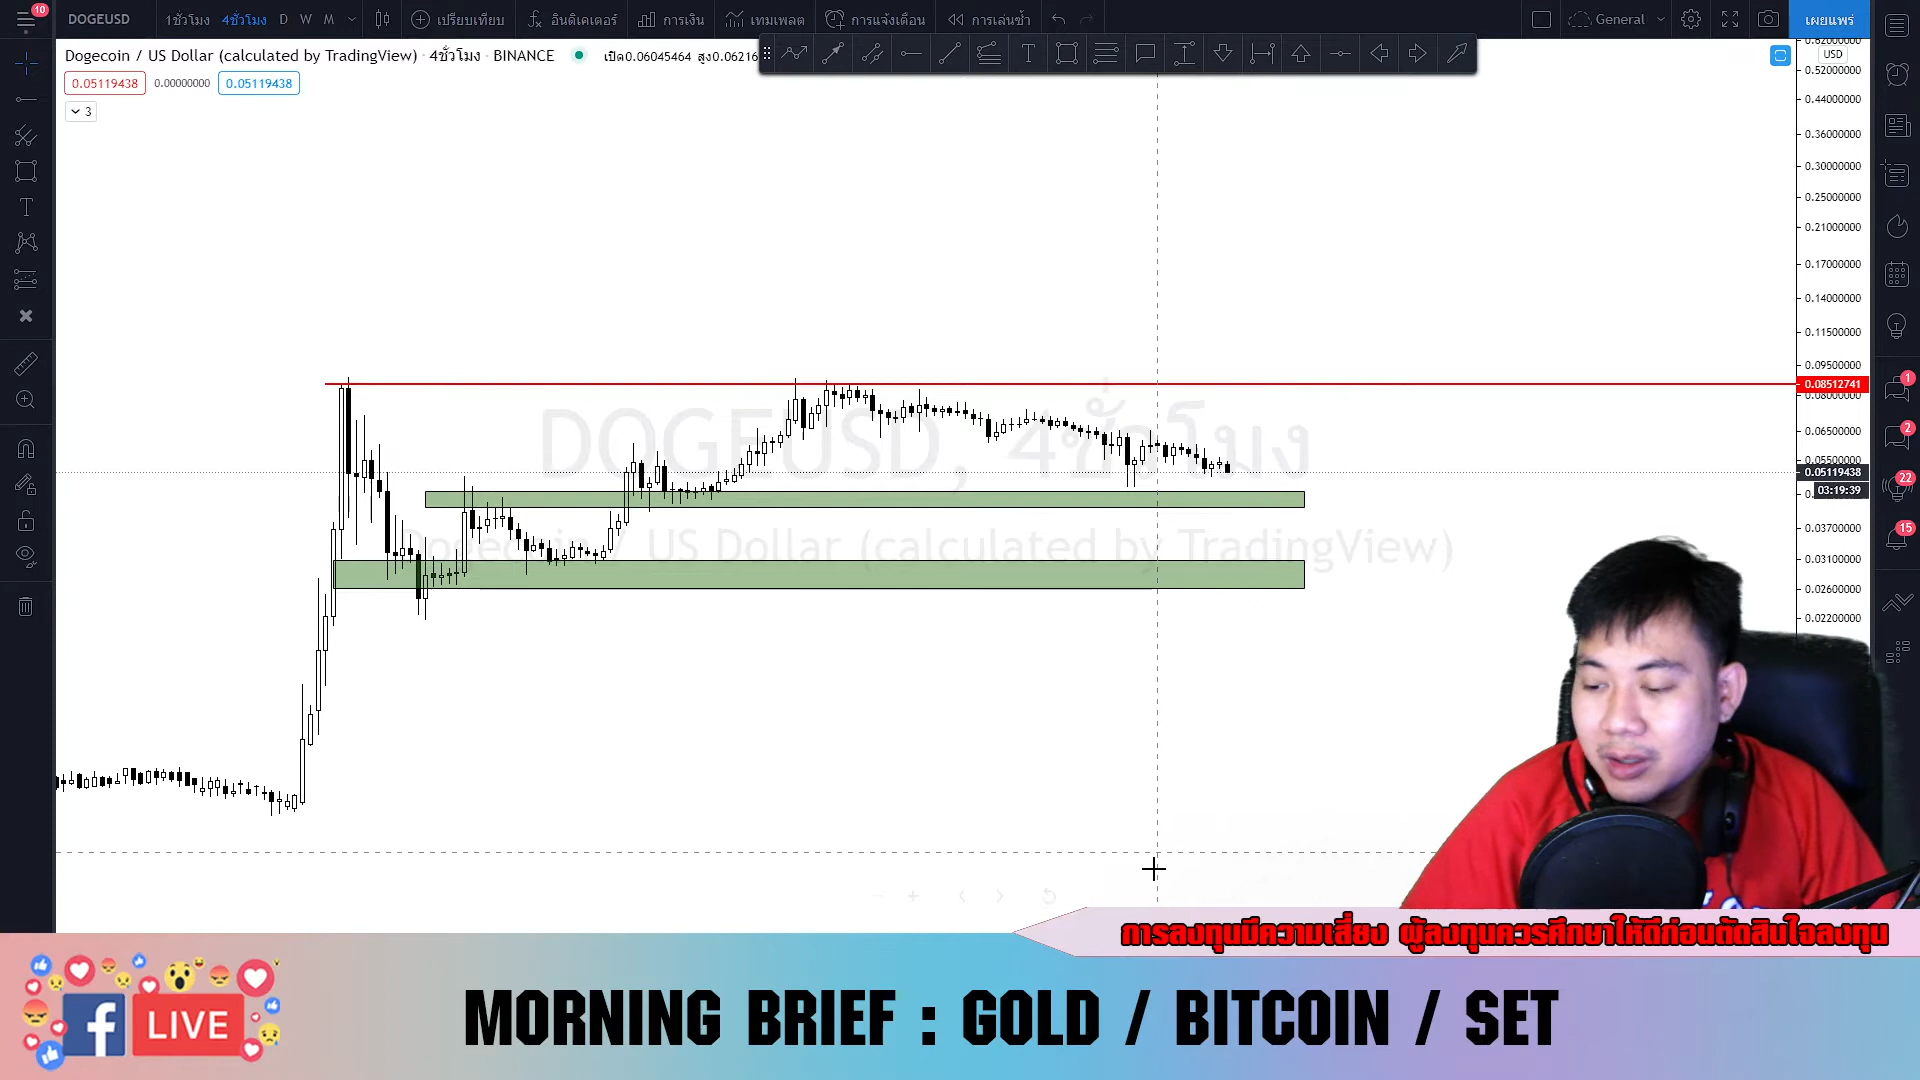 10
DOGEUSD
1ชั่วโมง 4ชั่วโมง D W M
เปรียบเทียบ
อินดิเคเตอร์
การเงิน
เทมเพลต
การแจ้งเตือน
การเล่นซ้ำ
General
เผยแพร่
Dogecoin / US Dollar (calculated by TradingView) · 4ชั่วโมง · BINANCE
เปิด0.06045464 สูง0.06216
USD
0.05119438 0.00000000 0.05119438
3
0.62000000
0.52000000
0.44000000
0.36000000
0.30000000
0.25000000
0.21000000
0.17000000
0.14000000
0.11500000
0.09500000
0.08512741
0.08000000
0.06500000
0.05500000
0.05119438
03:19:39
0.03700000
0.03100000
0.02600000
0.02200000
DOGEUSD, 4ชั่วโมง
Dogecoin / US Dollar (calculated by TradingView)
1
2
22
15
การลงทุนมีความเสี่ยง ผู้ลงทุนควรศึกษาให้ดีก่อนตัดสินใจลงทุน
f LIVE
MORNING BRIEF : GOLD / BITCOIN / SET